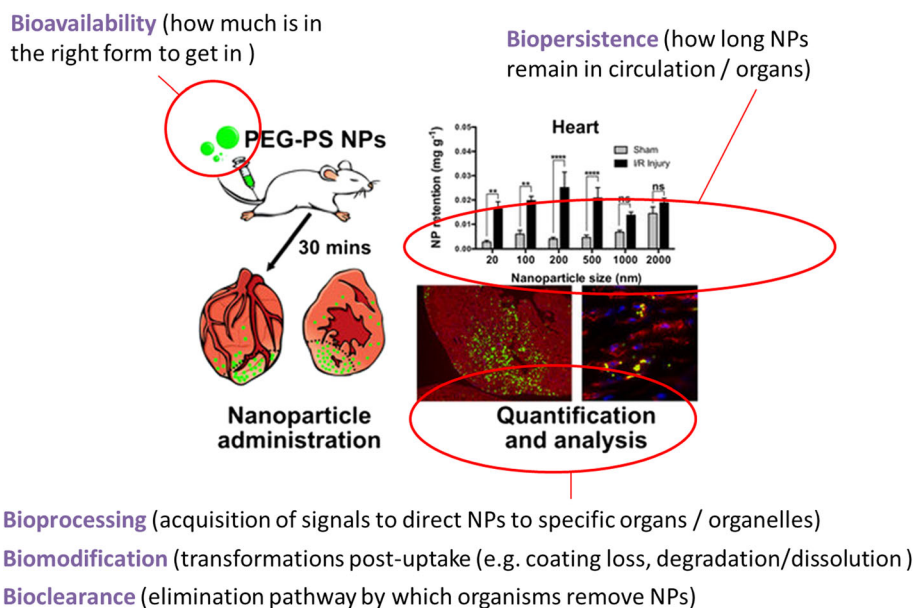 Bioavailability (how much is in
the right form to get in )
Biopersistence (how long NPs
remain in circulation / organs)
PEG-PS NPs
30 mins
Heart
NP retention (mg g⁻¹)
0.05
0.04
0.03
0.02
0.01
0.00
Sham
I/R Injury
** ** **** **** ns ns
20 100 200 500 1000 2000
Nanoparticle size (nm)
Nanoparticle
administration
Quantification
and analysis
Bioprocessing (acquisition of signals to direct NPs to specific organs / organelles)
Biomodification (transformations post-uptake (e.g. coating loss, degradation/dissolution )
Bioclearance (elimination pathway by which organisms remove NPs)